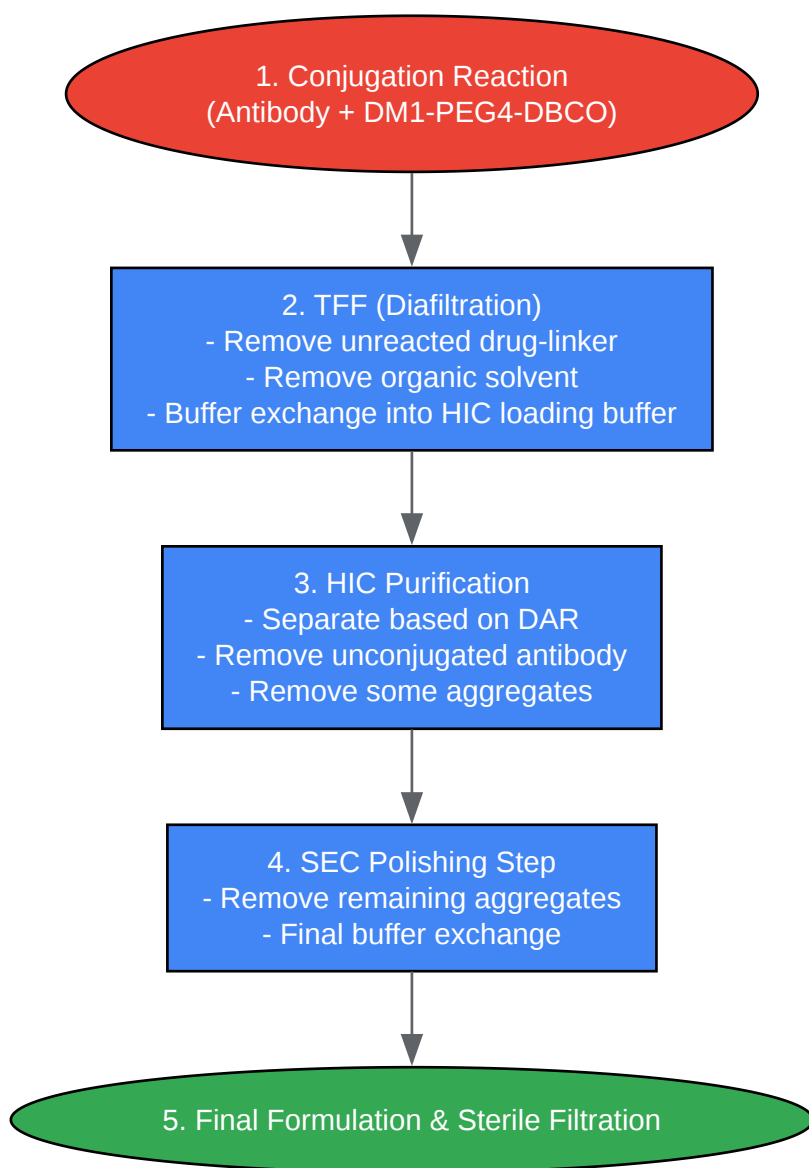 1. Conjugation Reaction
(Antibody + DM1-PEG4-DBCO)
2. TFF (Diafiltration)
- Remove unreacted drug-linker
- Remove organic solvent
- Buffer exchange into HIC loading buffer
3. HIC Purification
- Separate based on DAR
- Remove unconjugated antibody
- Remove some aggregates
4. SEC Polishing Step
- Remove remaining aggregates
- Final buffer exchange
5. Final Formulation & Sterile Filtration